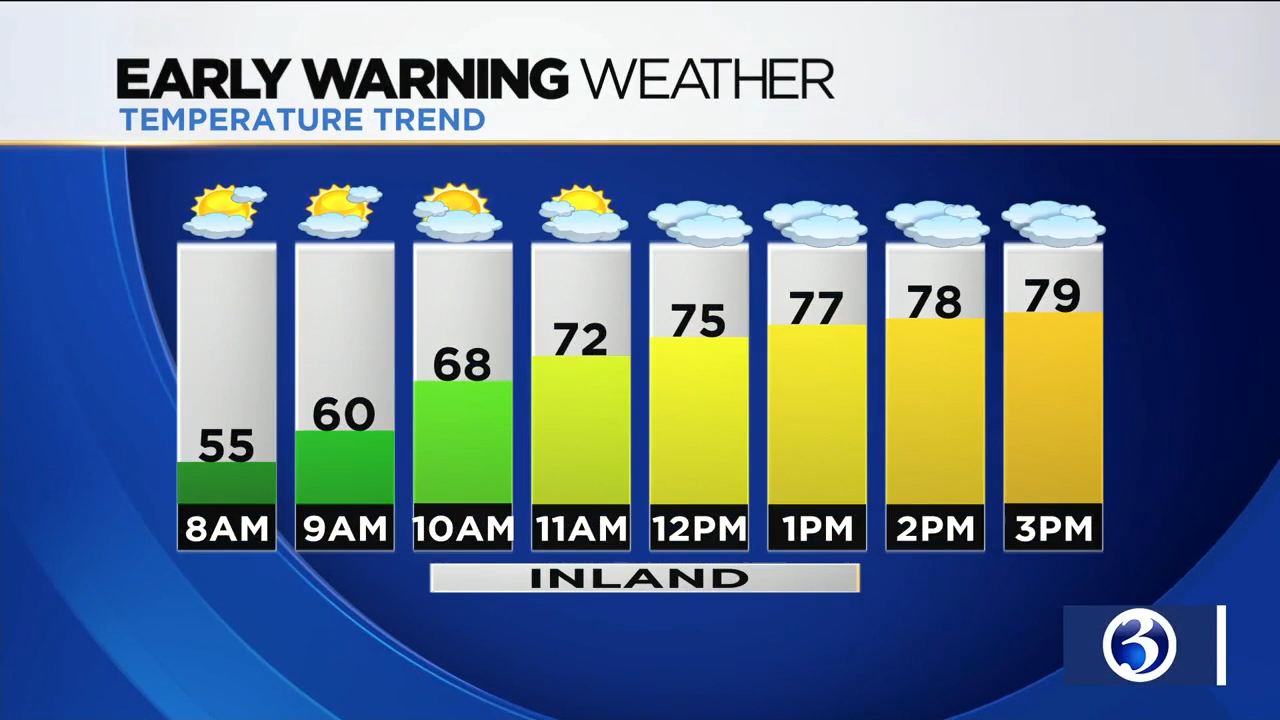 EARLY WARNING WEATHER
TEMPERATURE TREND
55 60 68 72 75 77 78 79
8AM 9AM 10AM 11AM 12PM 1PM 2PM 3PM
INLAND
3